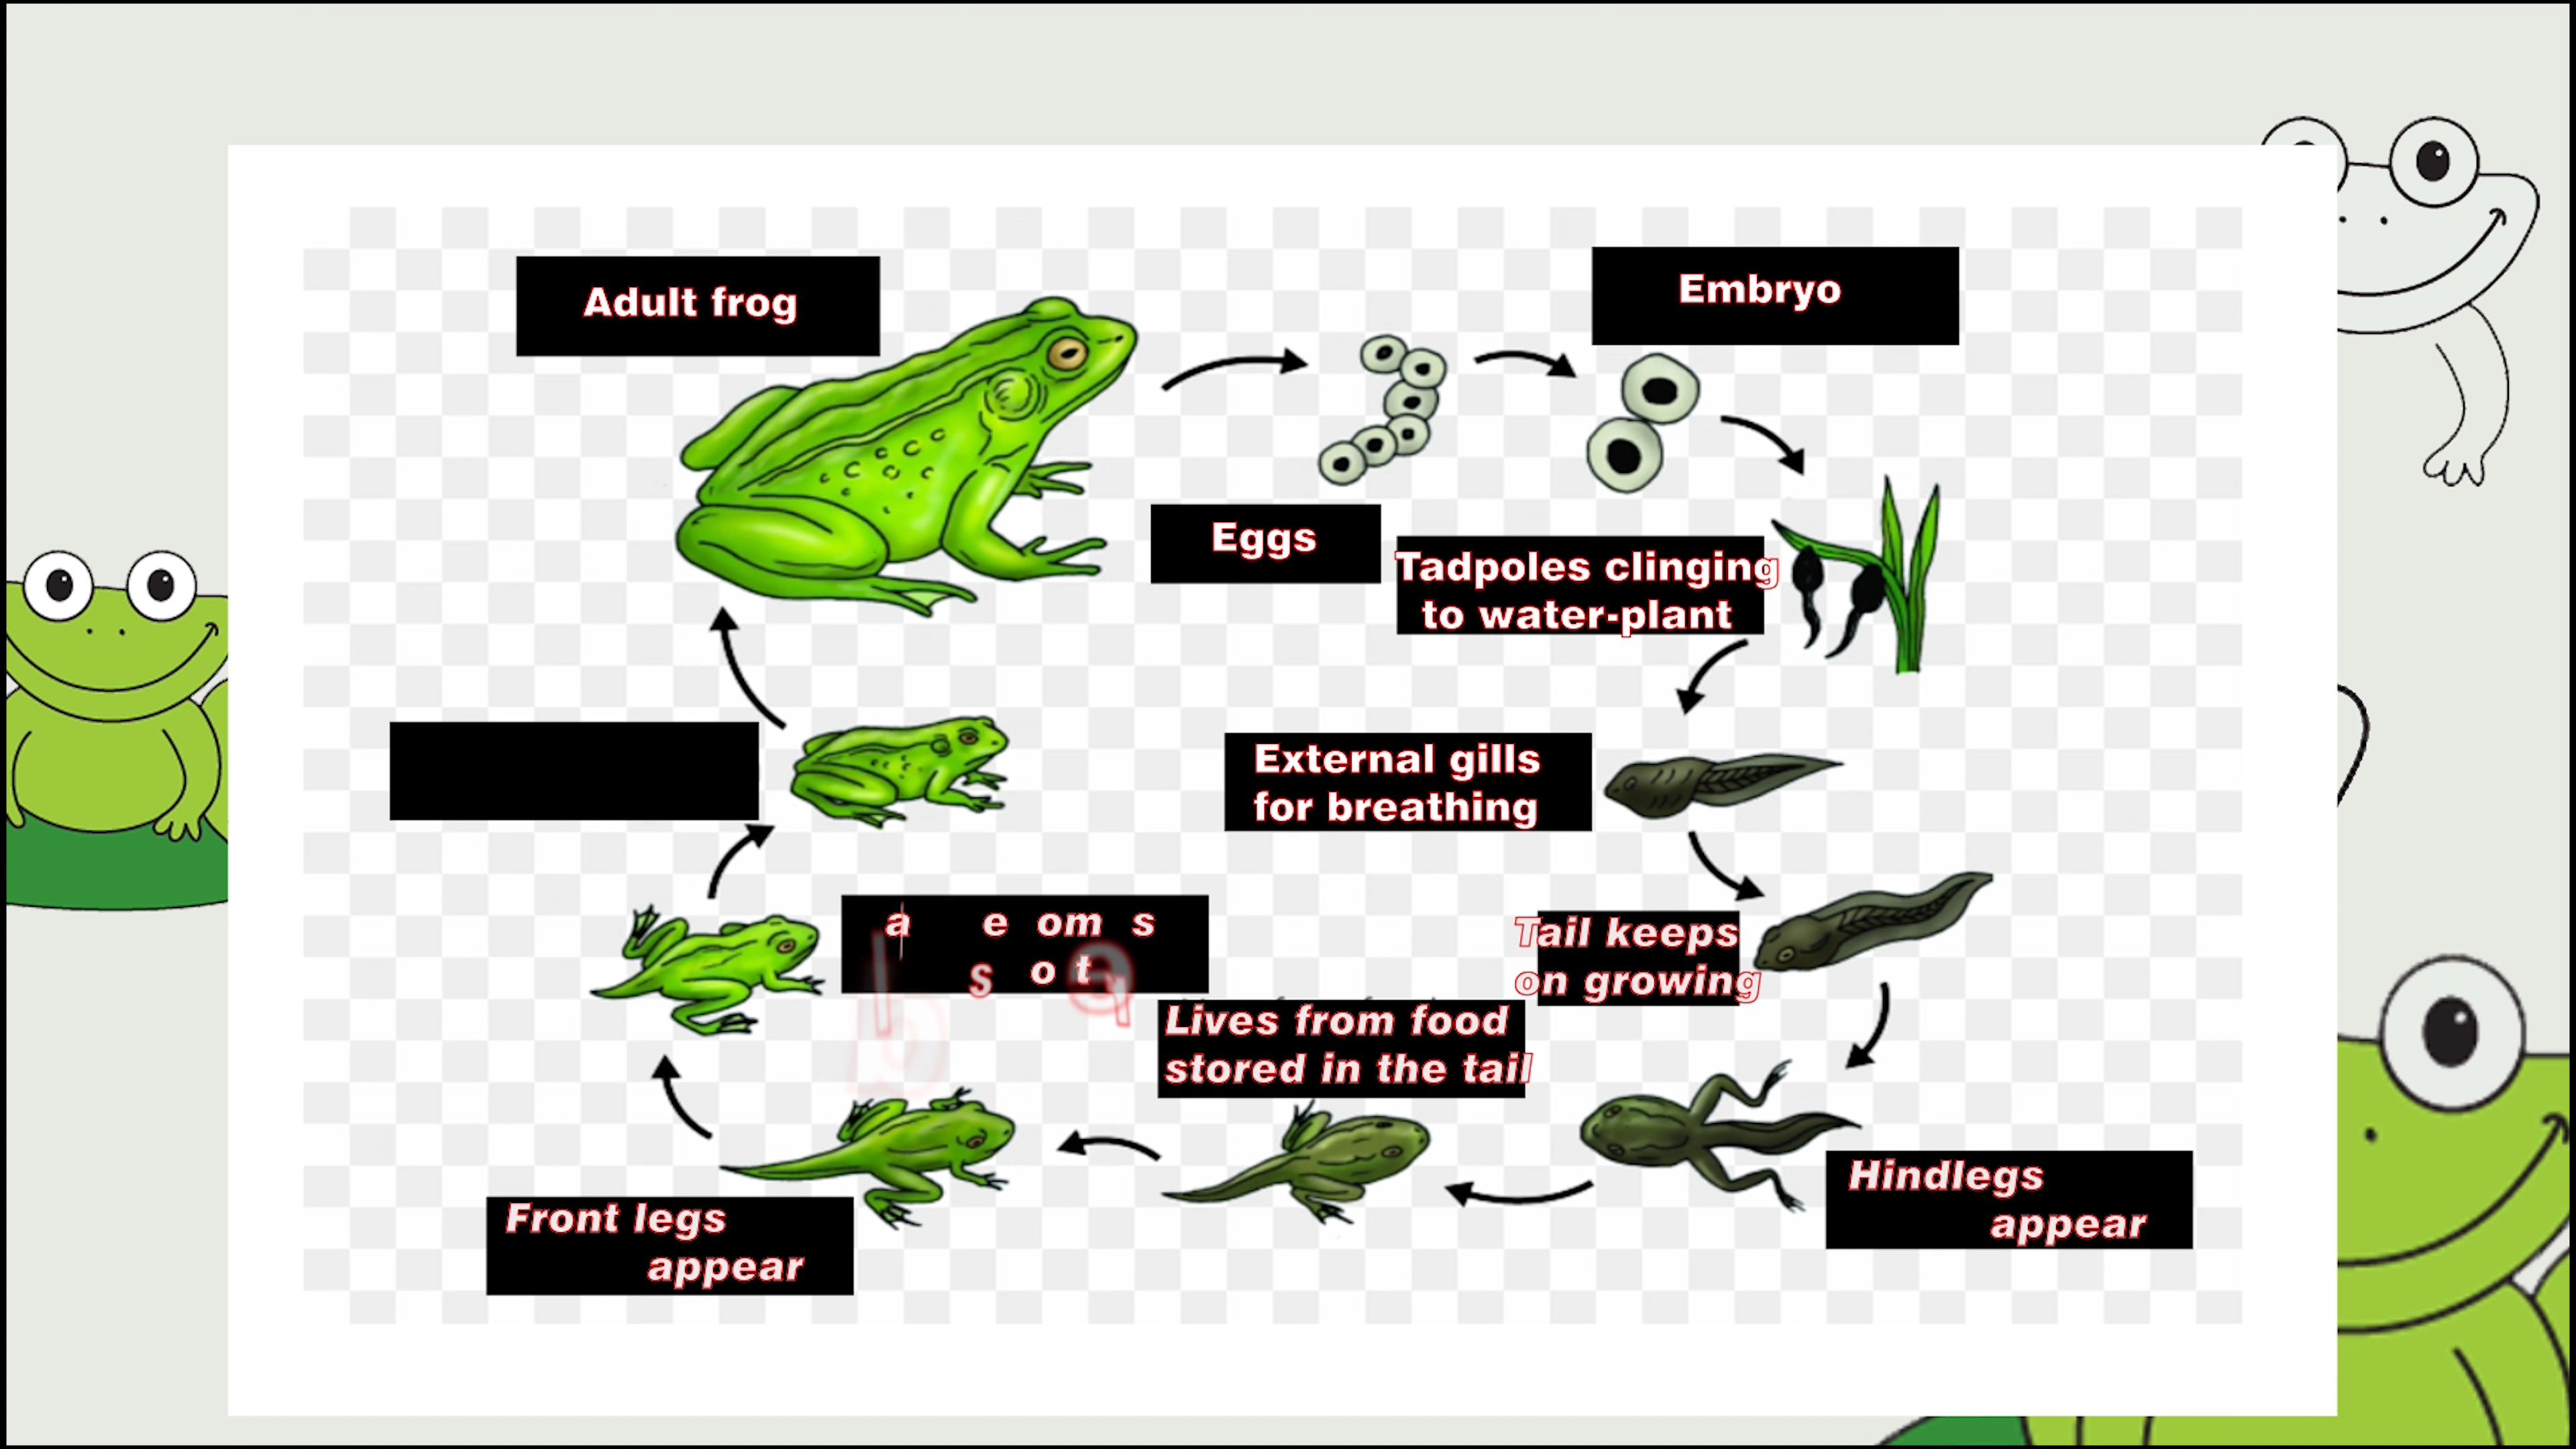 Adult frog
Embryo
Eggs
Tadpoles clinging
to water-plant
External gills
for breathing
Tail keeps
on growing
Lives from food
stored in the tail
Hindlegs
appear
Front legs
appear